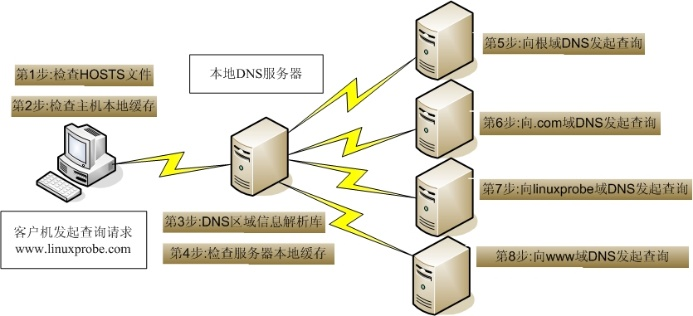 第1步:检查HOSTS文件
第2步:检查主机本地缓存
客户机发起查询请求
www.linuxprobe.com
本地DNS服务器
第3步:DNS区域信息解析库
第4步:检查服务器本地缓存
第5步:向根域DNS发起查询
第6步:向.com域DNS发起查询
第7步:向linuxprobe域DNS发起查询
第8步:向www域DNS发起查询